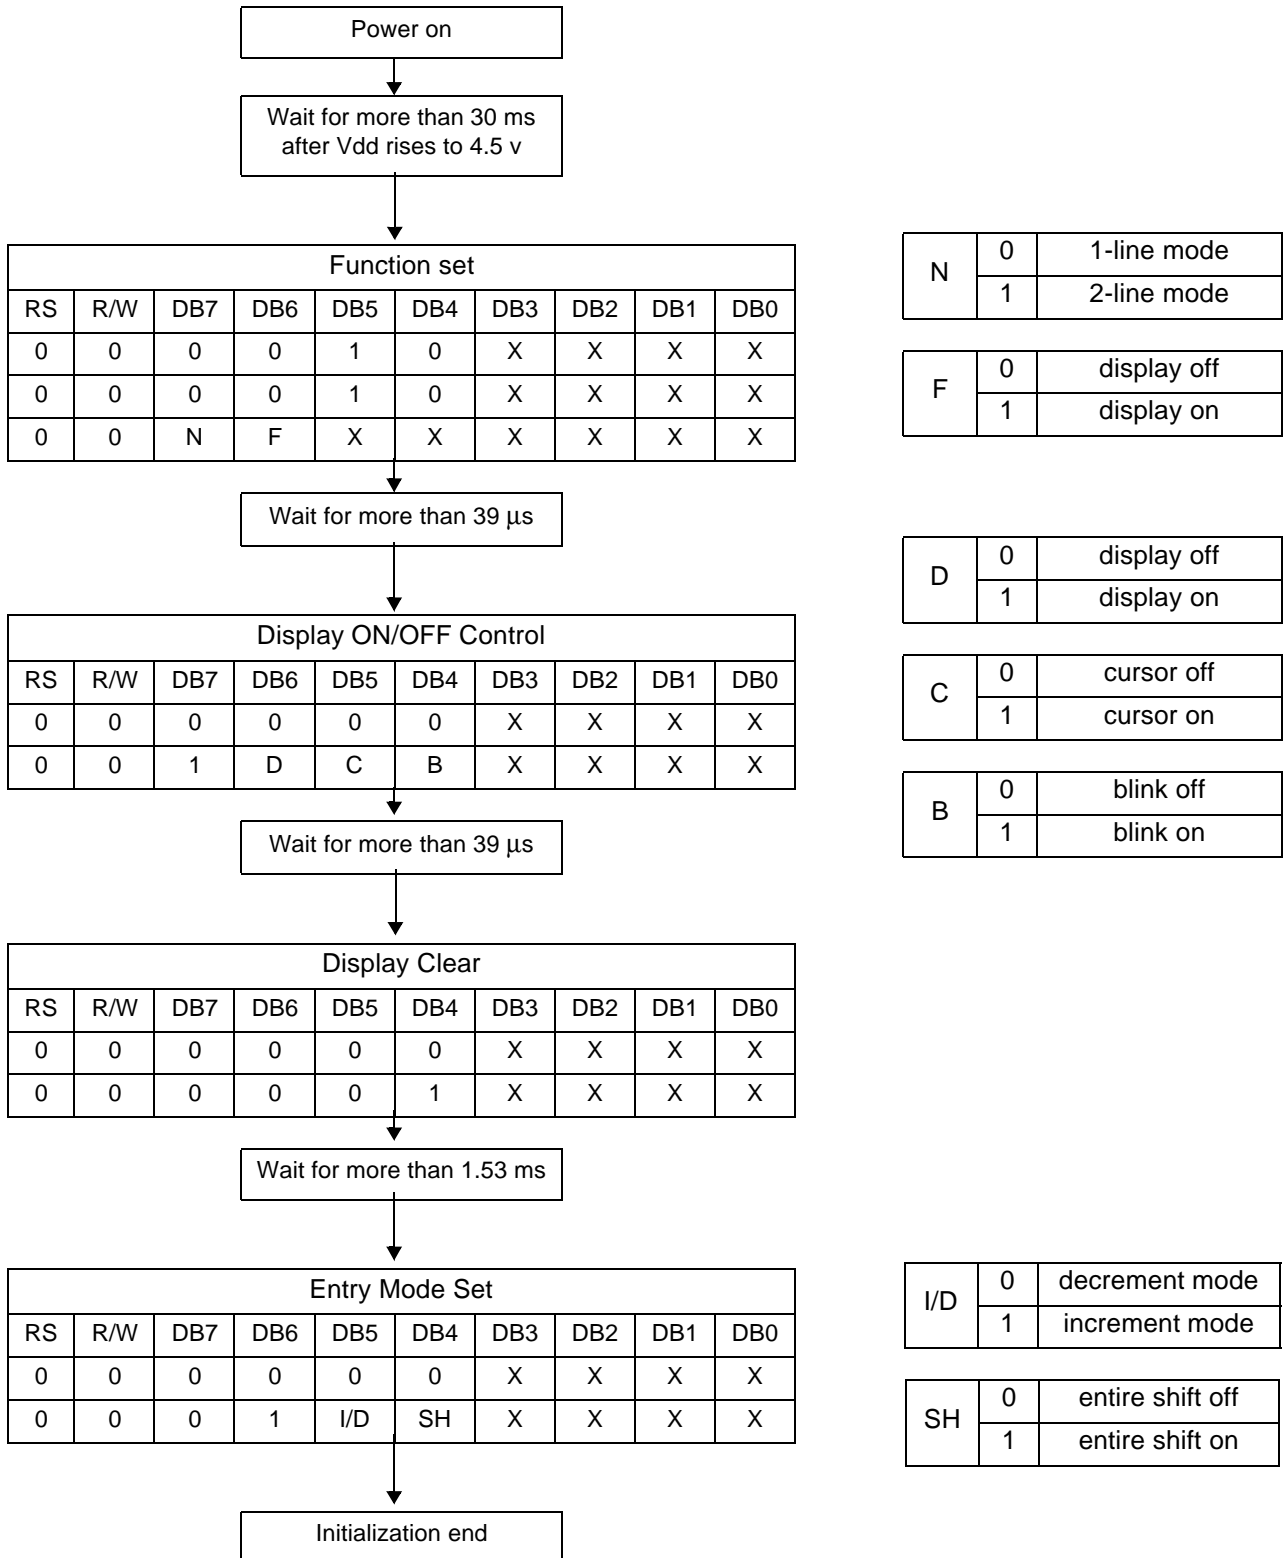 Power on
Wait for more than 30 ms
after Vdd rises to 4.5 v
Function set
RS R/W DB7 DB6 DB5 DB4 DB3 DB2 DB1 DB0
0 0 0 0 1 0 X X X X
0 0 0 0 1 0 X X X X
0 0 N F X X X X X X
N 0 1-line mode
1 2-line mode
F 0 display off
1 display on
Wait for more than 39 μs
Display ON/OFF Control
RS R/W DB7 DB6 DB5 DB4 DB3 DB2 DB1 DB0
0 0 0 0 0 0 X X X X
0 0 1 D C B X X X X
D 0 display off
1 display on
C 0 cursor off
1 cursor on
B 0 blink off
1 blink on
Wait for more than 39 μs
Display Clear
RS R/W DB7 DB6 DB5 DB4 DB3 DB2 DB1 DB0
0 0 0 0 0 0 X X X X
0 0 0 0 0 1 X X X X
Wait for more than 1.53 ms
Entry Mode Set
RS R/W DB7 DB6 DB5 DB4 DB3 DB2 DB1 DB0
0 0 0 0 0 0 X X X X
0 0 0 1 I/D SH X X X X
I/D 0 decrement mode
1 increment mode
SH 0 entire shift off
1 entire shift on
Initialization end